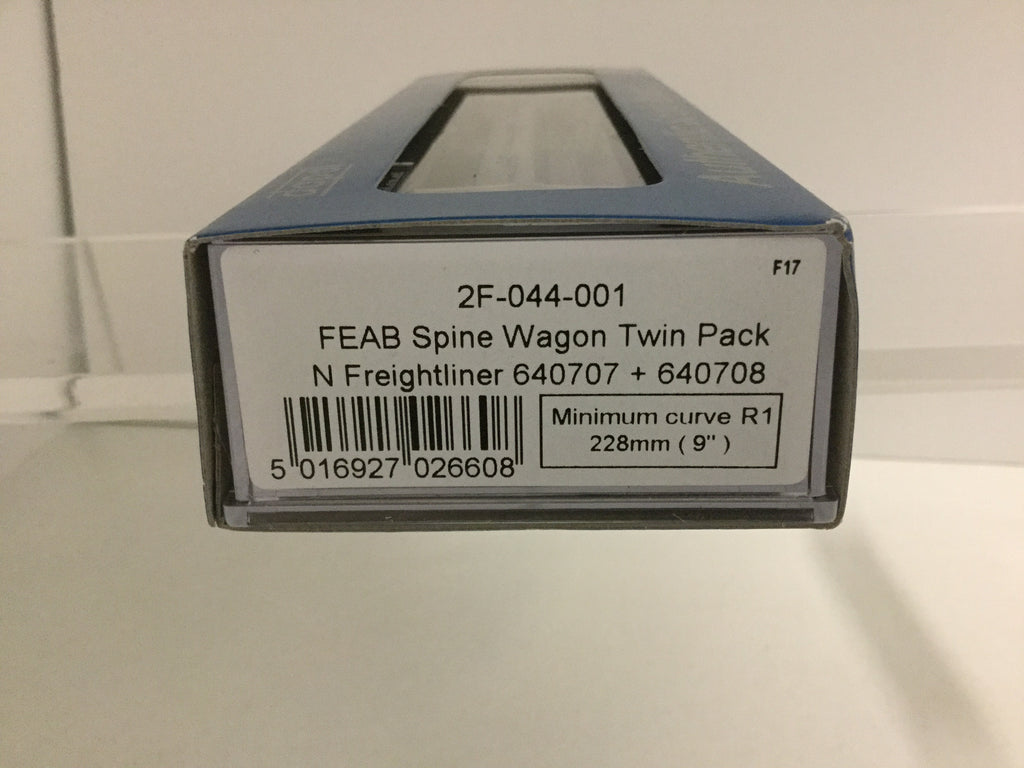 F17
2F-044-001
FEAB Spine Wagon Twin Pack
N Freightliner 640707 + 640708
Minimum curve R1
228mm ( 9" )
5 016927 026608